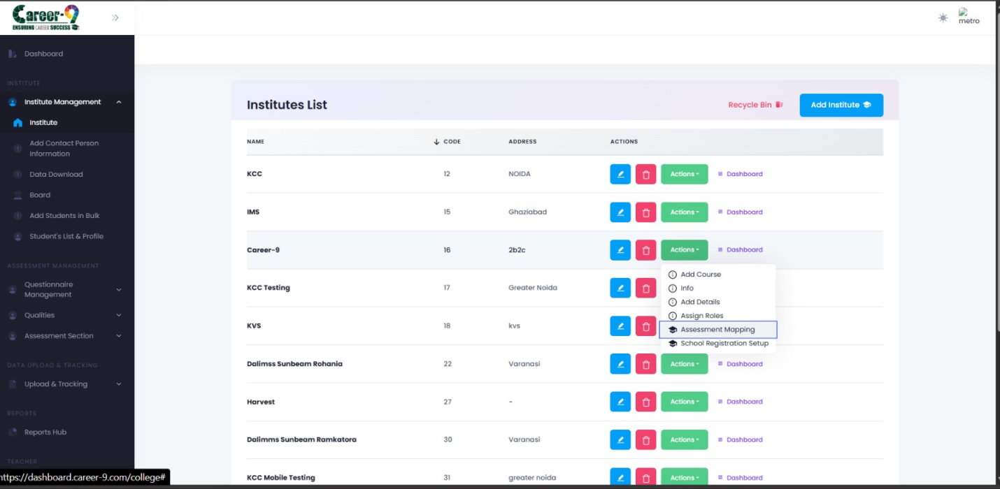 Career-9
ENSURING CAREER SUCCESS
metro
Dashboard
INSTITUTE
Institute Management
Institute
Add Contact Person
Information
Data Download
Board
Add Students in Bulk
Student's List & Profile
ASSESSMENT MANAGEMENT
Questionnaire
Management
Qualities
Assessment Section
DATA UPLOAD & TRACKING
Upload & Tracking
REPORTS
Reports Hub
TEACHER
https://dashboard.career-9.com/college#
Institutes List
Recycle Bin
Add Institute
NAME CODE ADDRESS ACTIONS
KCC 12 NOIDA Actions Dashboard
IMS 15 Ghaziabad Actions Dashboard
Career-9 16 2b2c Actions Dashboard
Add Course
Info
Add Details
Assign Roles
Assessment Mapping
School Registration Setup
KCC Testing 17 Greater Noida
KVS 18 kvs
Dalimss Sunbeam Rohania 22 Varanasi Actions Dashboard
Harvest 27 - Actions Dashboard
Dalimms Sunbeam Ramkatora 30 Varanasi Actions Dashboard
KCC Mobile Testing 31 greater noida Actions Dashboard